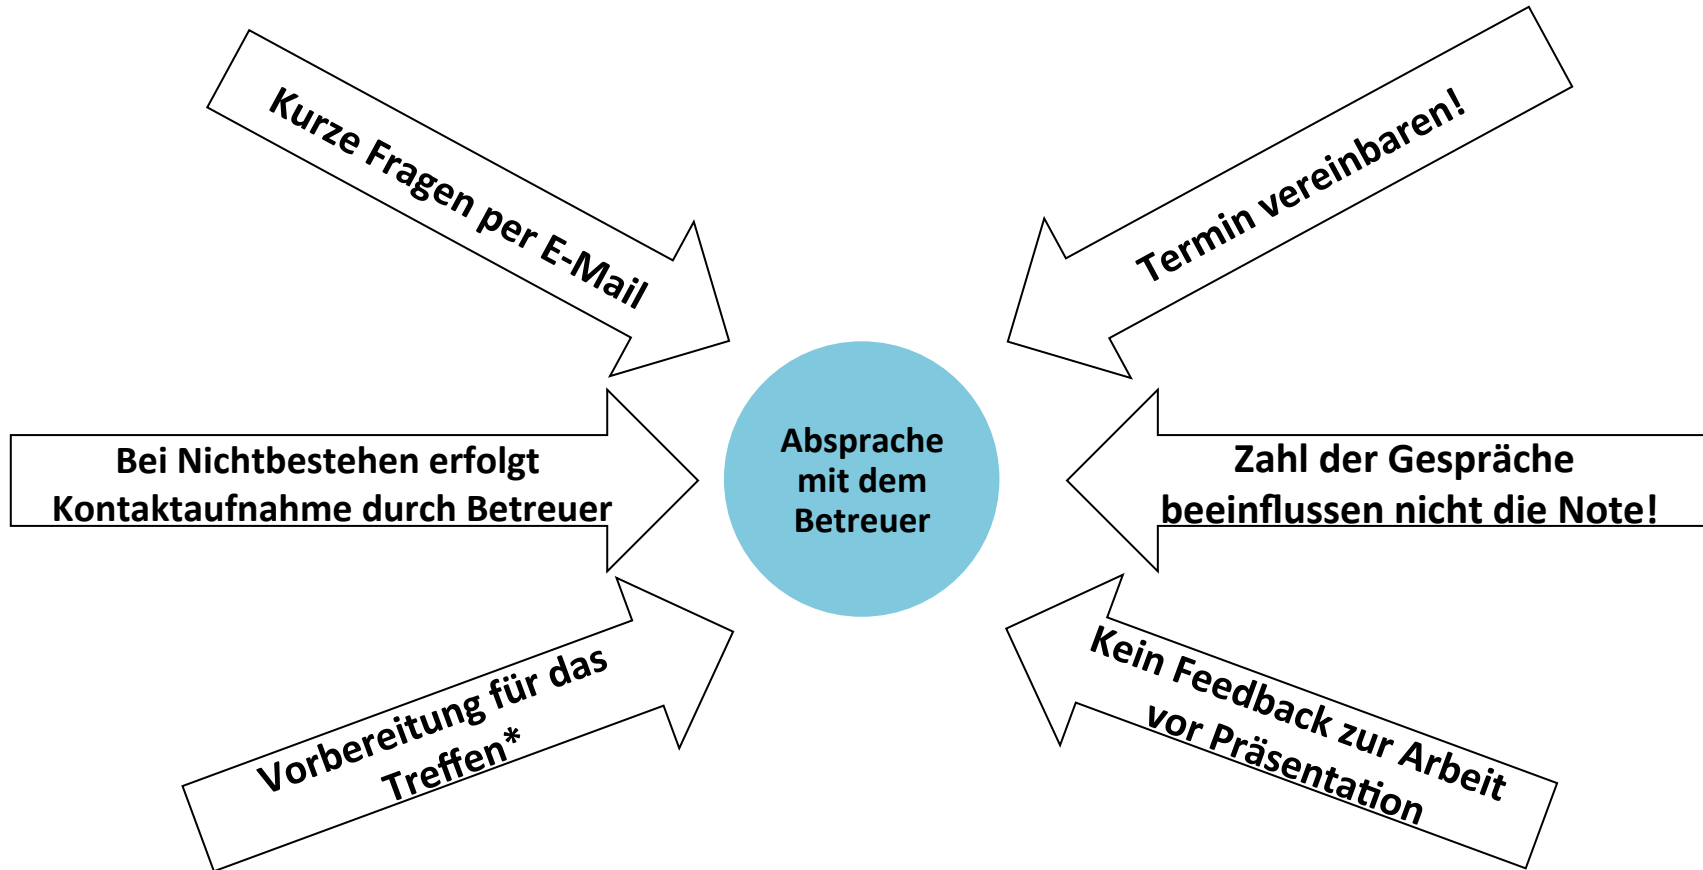 Kurze Fragen per E-Mail
Termin vereinbaren!
Bei Nichtbestehen erfolgt
Kontaktaufnahme durch Betreuer
Absprache
mit dem
Betreuer
Zahl der Gespräche
beeinflussen nicht die Note!
Vorbereitung für das
Treffen*
Kein Feedback zur Arbeit
vor Präsentation